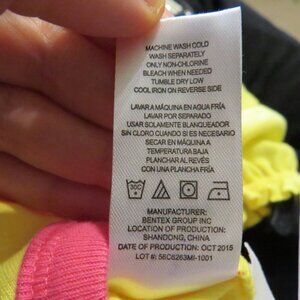 MACHINE WASH COLD
WASH SEPARATELY
ONLY NON-CHLORINE
BLEACH WHEN NEEDED
TUMBLE DRY LOW
COOL IRON ON REVERSE SIDE
LAVAR A MÁQUINA EN AGUA FRÍA
LAVAR POR SEPARADO
USAR SOLAMENTE BLANQUEADOR
SIN CLORO CUANDO SI ES NECESARIO
SECAR EN MÁQUINA A
TEMPERATURA BAJA
PLANCHAR AL REVÉS
CON UNA PLANCHA FRÍA
30C
MANUFACTURER:
BENTEX GROUP INC
LOCATION OF PRODUCTION:
SHANDONG, CHINA
DATE OF PRODUCTION: OCT 2015
LOT #: 58C6263MI-1001